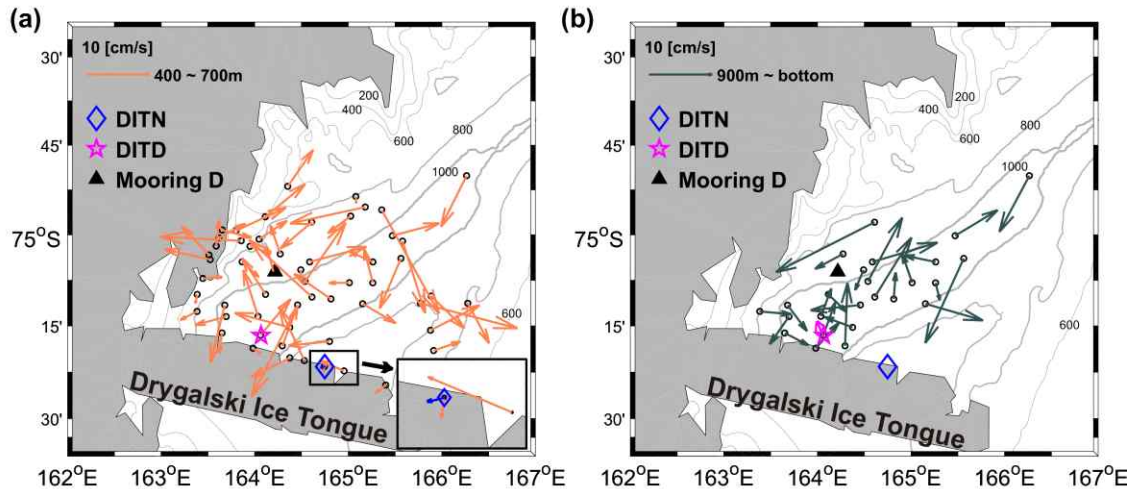 (a)
30'
10 [cm/s]
400 ~ 700m
DITN
DITD
Mooring D
45'
75°S
15'
30'
200
400
600
800
1000
600
Drygalski Ice Tongue
162°E
163°E
164°E
165°E
166°E
167°E
(b)
10 [cm/s]
900m ~ bottom
DITN
DITD
Mooring D
30'
45'
75°S
15'
30'
200
400
600
800
1000
600
Drygalski Ice Tongue
162°E
163°E
164°E
165°E
166°E
167°E